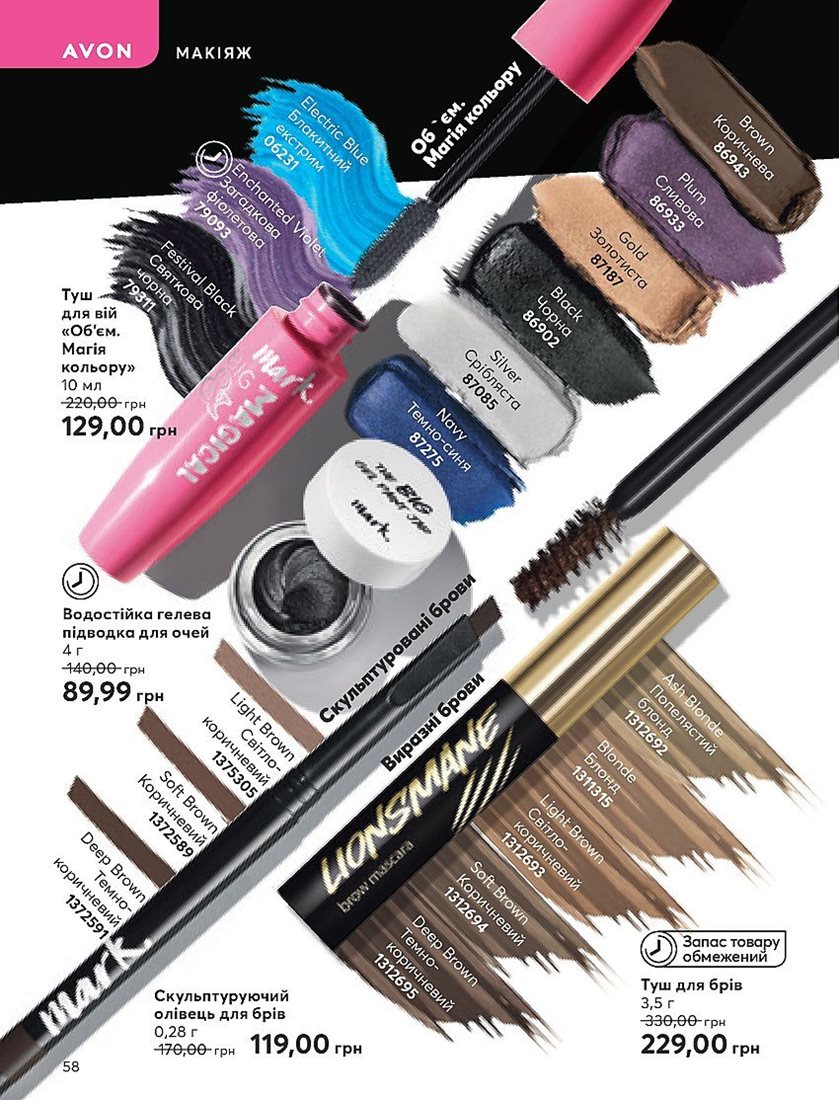 AVON
МАКІЯЖ
Об`єм.
Магія кольору
Electric Blue
Блакитний
екстрим
06231
Enchanted Violet
Загадкова
фіолетова
79093
Festival Black
Святкова
чорна
79311
Brown
Коричнева
86943
Plum
Сливова
86933
Gold
Золотиста
87187
Black
Чорна
86902
Silver
Срібляста
87085
Navy
Темно-синя
87275
Туш
для вій
«Об'єм.
Магія
кольору»
10 мл
220,00 грн
129,00 грн
mark.
BIG
&
MAGICAL
THE BIG
GEL PAINT JAR
mark.
Водостійка гелева
підводка для очей
4 г
140,00 грн
89,99 грн
Скульптуровані брови
Виразні брови
Light Brown
Світло-
коричневий
1375305
Soft Brown
Коричневий
1372589
Deep Brown
Темно-
коричневий
1372591
mark.
LIONSMANE
brow mascara
Ash Blonde
Попелястий
блонд
1312692
Blonde
Блонд
1311315
Light Brown
Світло-
коричневий
1312693
Soft Brown
Коричневий
1312694
Deep Brown
Темно-
коричневий
1312695
Скульптуруючий
олівець для брів
0,28 г
170,00 грн 119,00 грн
Запас товару
обмежений
Туш для брів
3,5 г
330,00 грн
229,00 грн
58